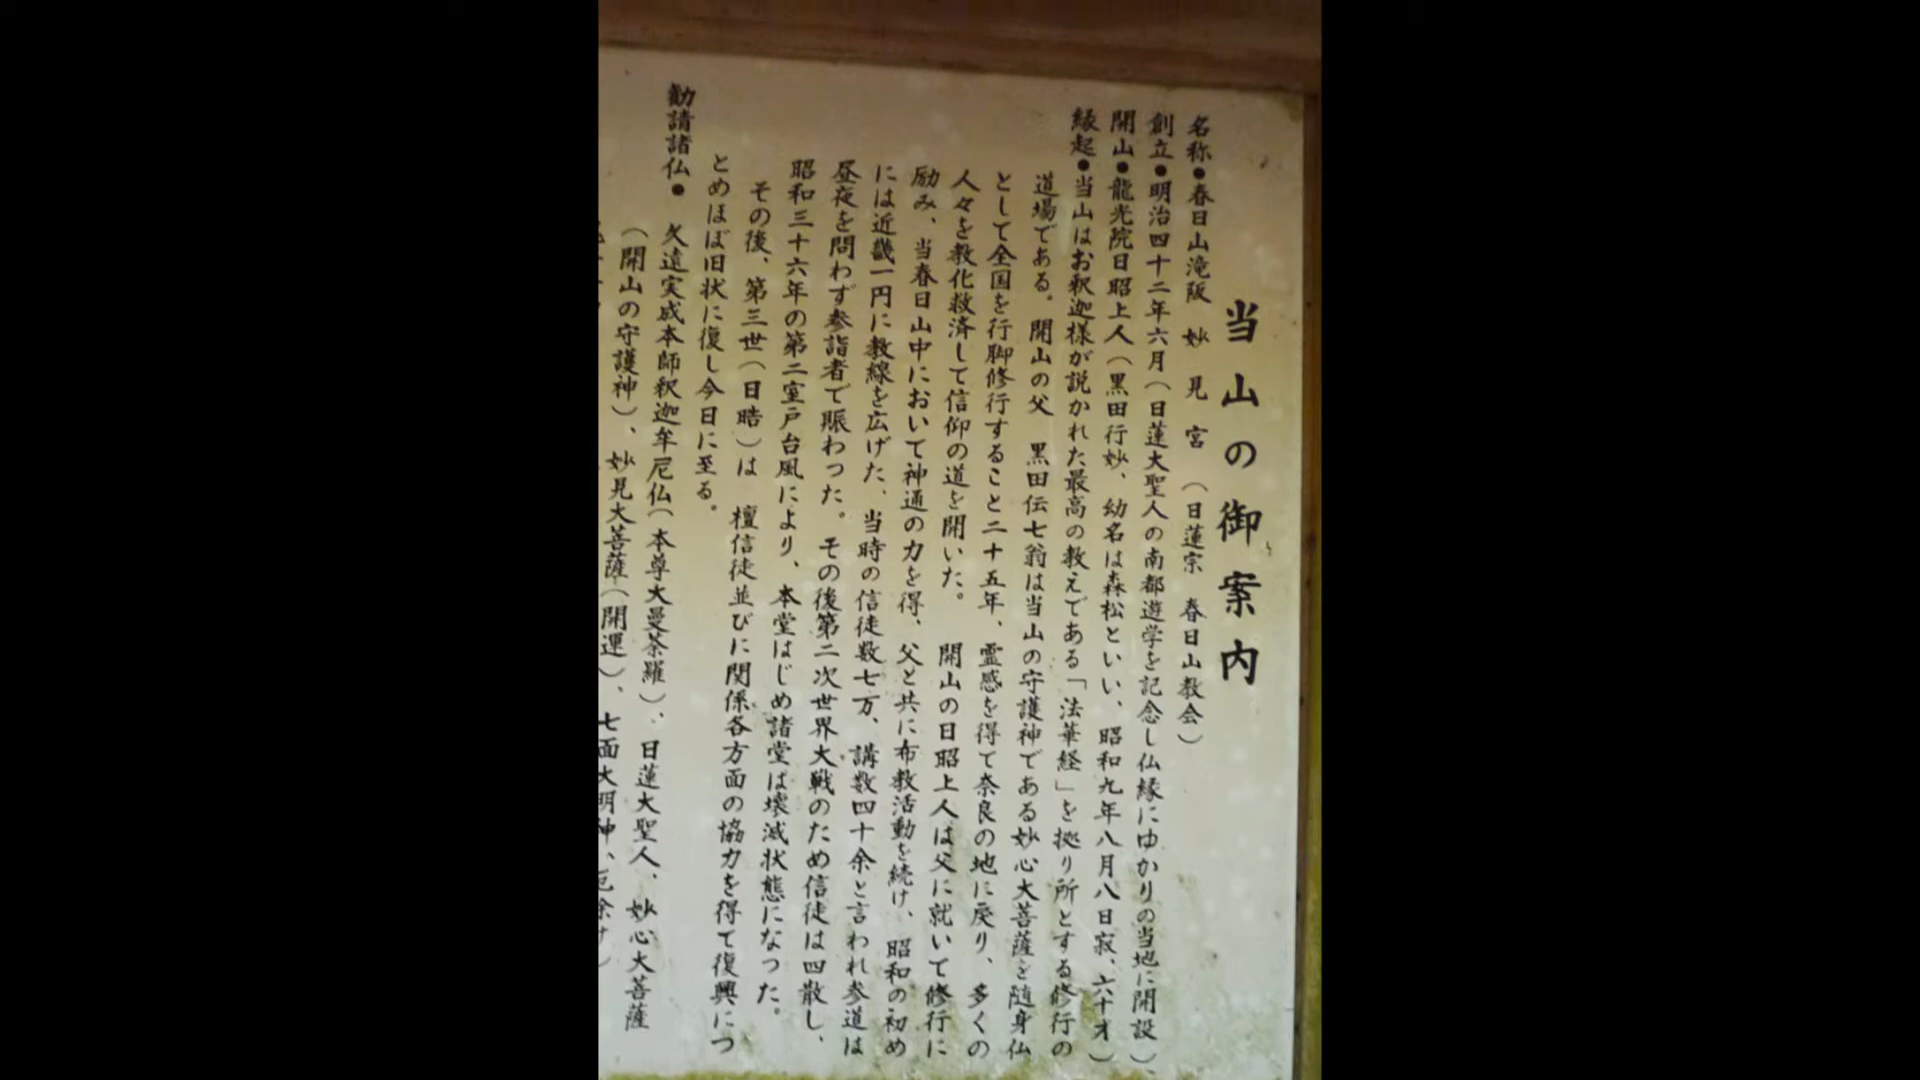 当山の御案内
名称●春日山滝阪 妙見宮（日蓮宗 春日山教会）
創立●明治四十二年六月（日蓮大聖人の南都遊学を記念し仏縁にゆかりの当地に開設）
開山●龍光院日昭上人（黒田行妙、幼名は森松といい、昭和九年八月八日寂、六十才）
縁起●当山はお釈迦様が説かれた最高の教えである「法華経」を拠り所とする修行の
道場である。開山の父 黒田伝七翁は当山の守護神である妙心大菩薩を随身仏
として全国を行脚修行すること二十五年、霊感を得て奈良の地に戻り、多くの
人々を教化救済して信仰の道を開いた。 開山の日昭上人は父に就いて修行に
励み、当春日山中において神通の力を得、父と共に布教活動を続け、昭和の初め
には近畿一円に教線を広げた、当時の信徒数七万、講数四十余と言われ参道は
昼夜を問わず参詣者で賑わった。その後第二次世界大戦のため信徒は四散し、
昭和三十六年の第二室戸台風により、本堂はじめ諸堂は壊滅状態になった。
その後、第三世（日晧）は 檀信徒並びに関係各方面の協力を得て復興につ
とめほぼ旧状に復し今日に至る。
勧請諸仏● 久遠実成本師釈迦牟尼仏（本尊大曼荼羅）、日蓮大聖人、妙心大菩薩
（開山の守護神）、妙見大菩薩（開運）、七面大明神、厄除け）